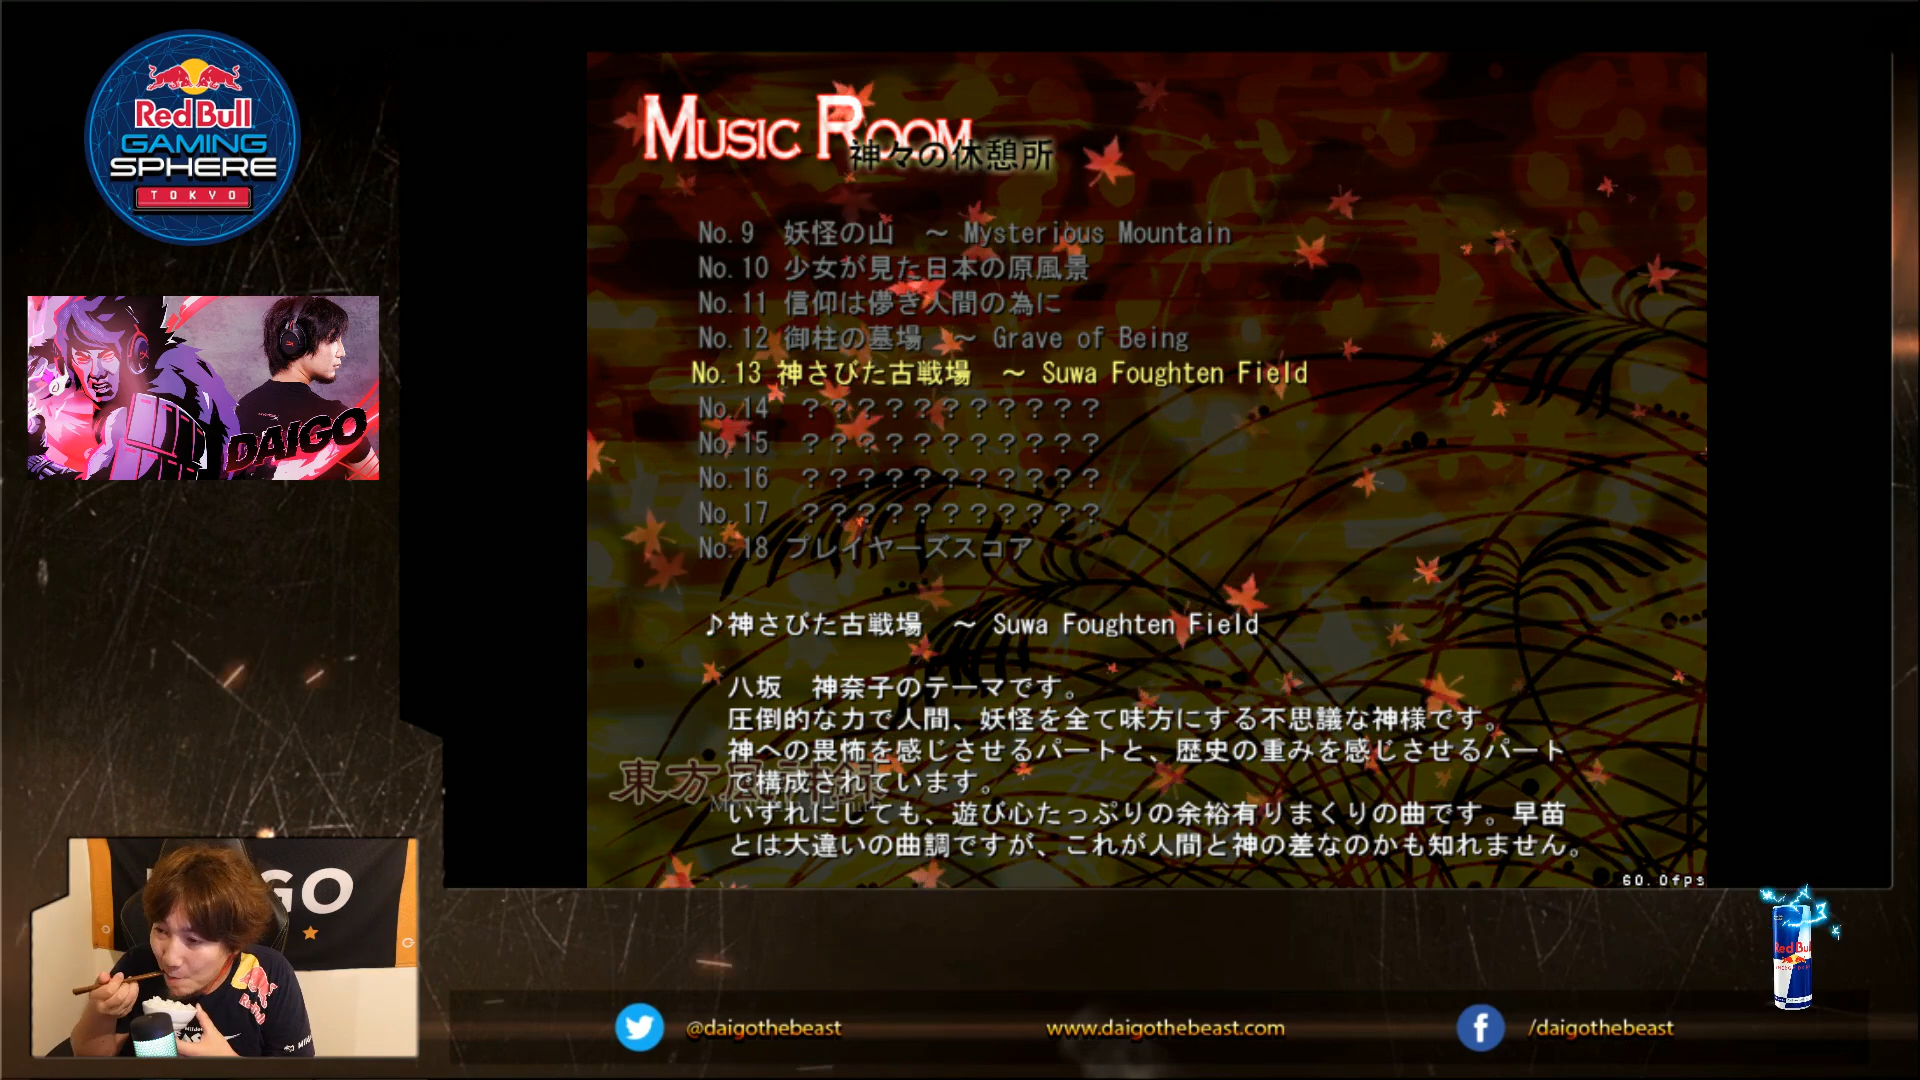 Red Bull
GAMING
SPHERE
TOKYO
DAIGO
MUSIC ROOM
神々の休憩所
No.9 妖怪の山 ～ Mysterious Mountain
No.10 少女が見た日本の原風景
No.11 信仰は儚き人間の為に
No.12 御柱の墓場 ～ Grave of Being
No.13 神さびた古戦場 ～ Suwa Foughten Field
No.14 ???????????
No.15 ???????????
No.16 ???????????
No.17 ???????????
No.18 プレイヤーズスコア
♪神さびた古戦場 ～ Suwa Foughten Field
八坂 神奈子のテーマです。
圧倒的な力で人間、妖怪を全て味方にする不思議な神様です。
神への畏怖を感じさせるパートと、歴史の重みを感じさせるパート
で構成されています。
いずれにしても、遊び心たっぷりの余裕有りまくりの曲です。早苗
とは大違いの曲調ですが、これが人間と神の差なのかも知れません。
東方風神録
60.0fps
GO
Red Bull
@daigothebeast
www.daigothebeast.com
/daigothebeast